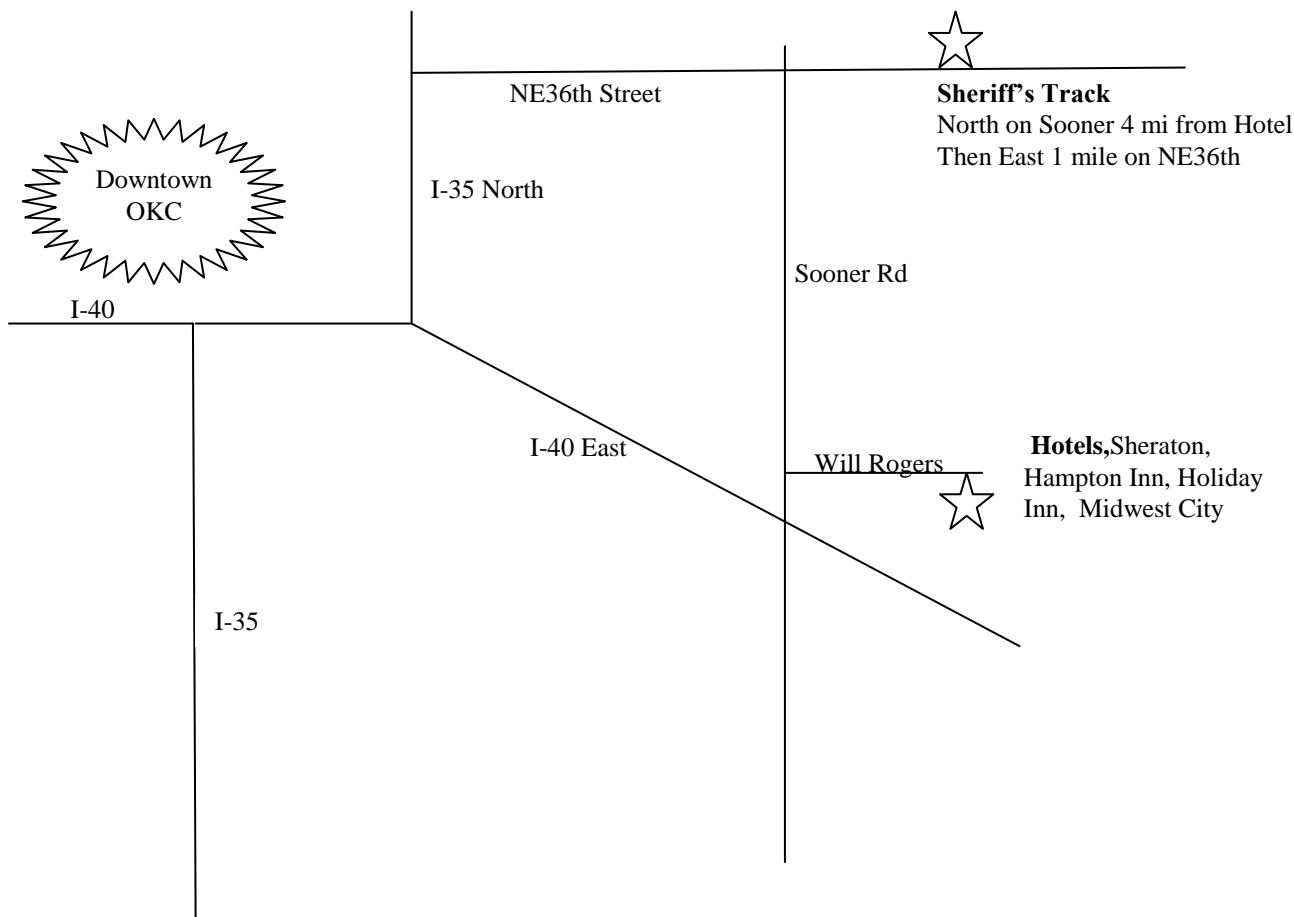 NE36th Street
Sheriff's Track
North on Sooner 4 mi from Hotel
Then East 1 mile on NE36th
Downtown
OKC
I-35 North
Sooner Rd
I-40
I-40 East
Will Rogers
Hotels,Sheraton,
Hampton Inn, Holiday
Inn, Midwest City
I-35